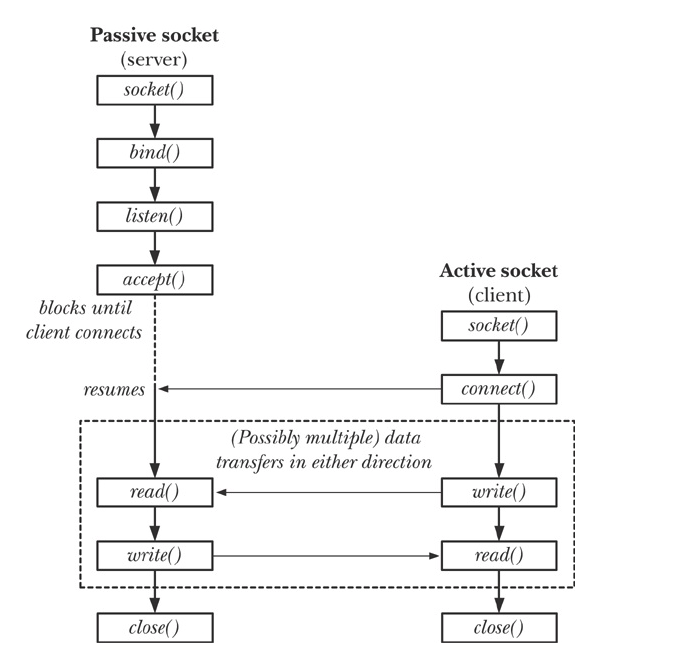 Passive socket
(server)
socket()
bind()
listen()
accept()
blocks until
client connects
resumes
Active socket
(client)
socket()
connect()
(Possibly multiple) data
transfers in either direction
read()
write()
write()
read()
close()
close()